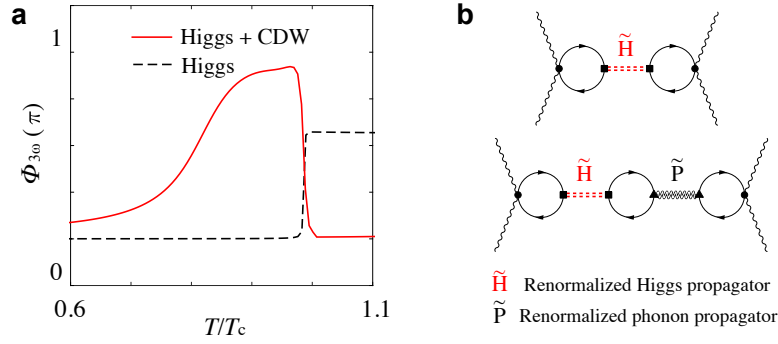 a
1
Higgs + CDW
Higgs
Φ3ω (π)
0
0.6
1.1
T/Tc
b
H̃
H̃
P̃
H̃ Renormalized Higgs propagator
P̃ Renormalized phonon propagator